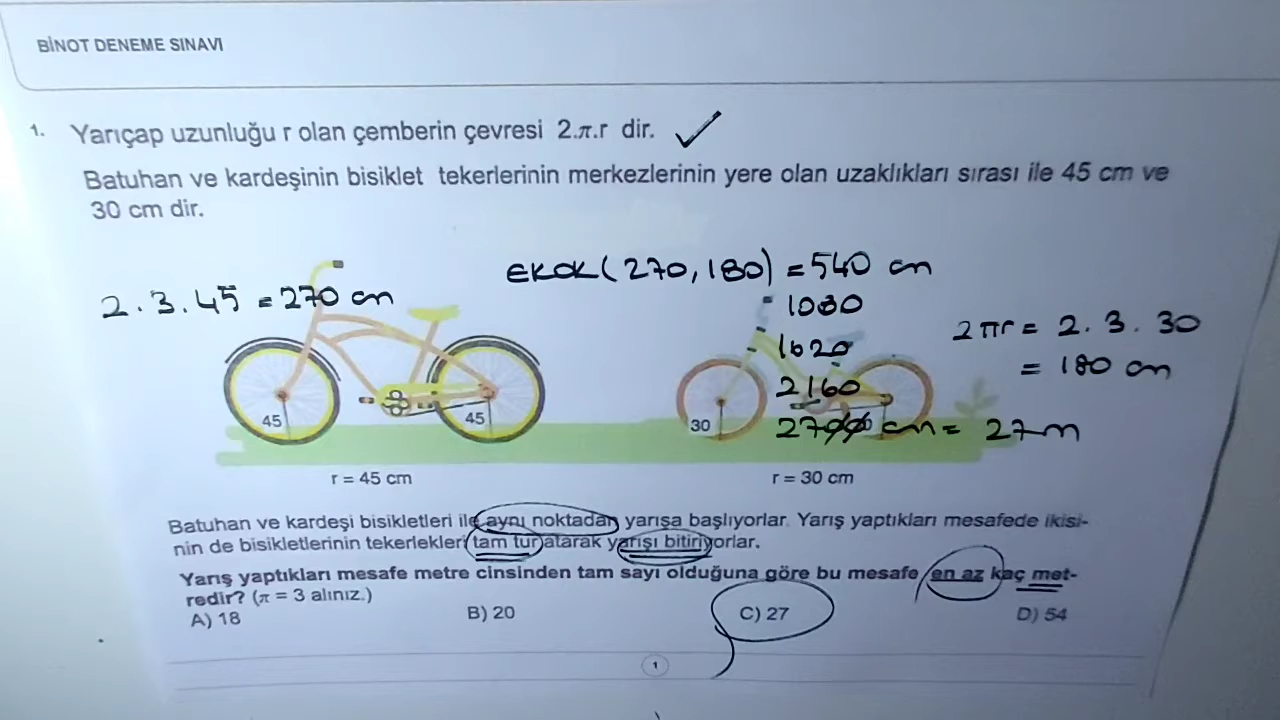 BİNOT DENEME SINAVI
1. Yarıçap uzunluğu r olan çemberin çevresi 2.π.r dir.
Batuhan ve kardeşinin bisiklet tekerlerinin merkezlerinin yere olan uzaklıkları sırası ile 45 cm ve
30 cm dir.
EKOK(270,180) = 540 cm
2.3.45 = 270 cm
1080
2πr = 2.3.30
1620
= 180 cm
2160
45
45
30
2700 cm = 27m
r = 45 cm
r = 30 cm
Batuhan ve kardeşi bisikletleri ile aynı noktadan yarışa başlıyorlar. Yarış yaptıkları mesafede ikisi-
nin de bisikletlerinin tekerlekleri tam tur atarak yarışı bitiriyorlar.
Yarış yaptıkları mesafe metre cinsinden tam sayı olduğuna göre bu mesafe en az kaç met-
redir? (π = 3 alınız.)
A) 18
B) 20
C) 27
D) 54
1